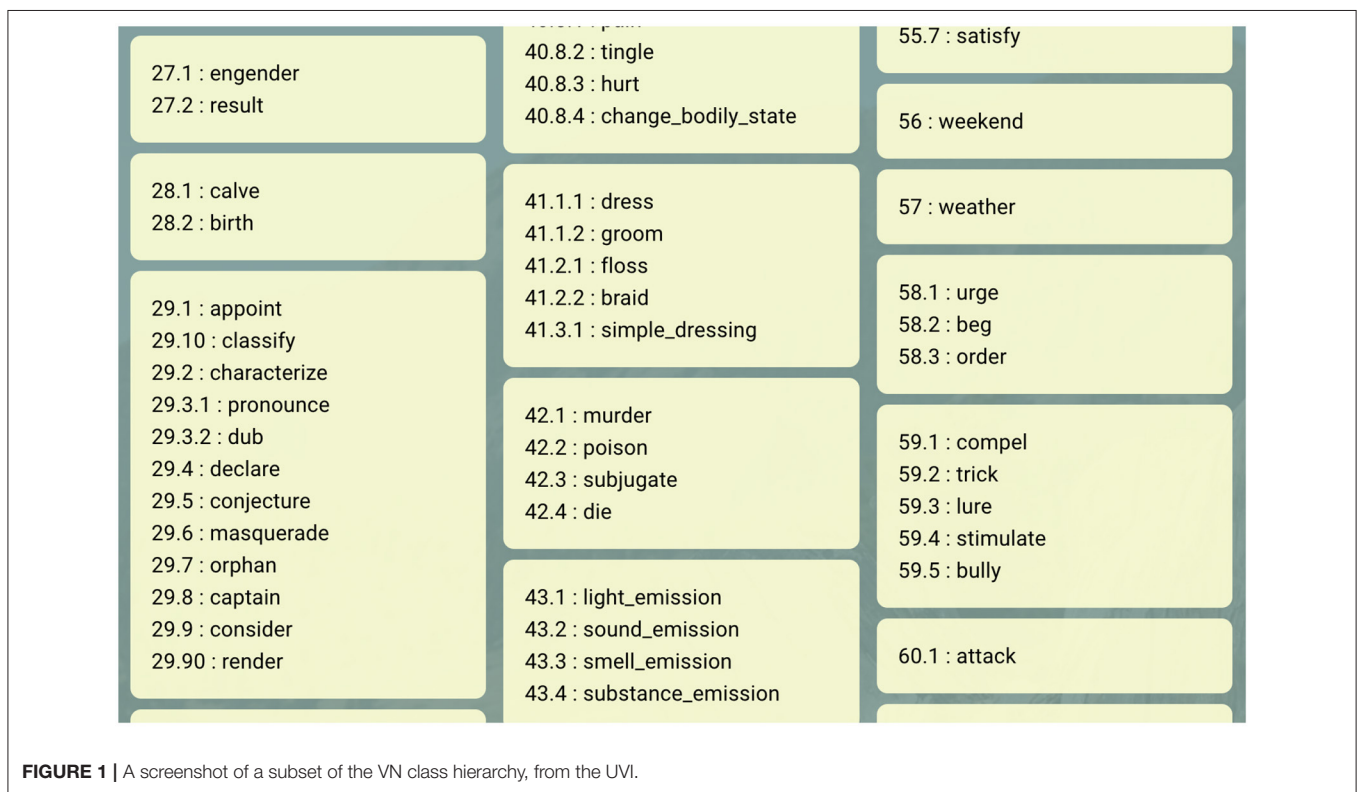 27.1 : engender
27.2 : result
28.1 : calve
28.2 : birth
29.1 : appoint
29.10 : classify
29.2 : characterize
29.3.1 : pronounce
29.3.2 : dub
29.4 : declare
29.5 : conjecture
29.6 : masquerade
29.7 : orphan
29.8 : captain
29.9 : consider
29.90 : render
40.8.2 : tingle
40.8.3 : hurt
40.8.4 : change_bodily_state
41.1.1 : dress
41.1.2 : groom
41.2.1 : floss
41.2.2 : braid
41.3.1 : simple_dressing
42.1 : murder
42.2 : poison
42.3 : subjugate
42.4 : die
43.1 : light_emission
43.2 : sound_emission
43.3 : smell_emission
43.4 : substance_emission
55.7 : satisfy
56 : weekend
57 : weather
58.1 : urge
58.2 : beg
58.3 : order
59.1 : compel
59.2 : trick
59.3 : lure
59.4 : stimulate
59.5 : bully
60.1 : attack
FIGURE 1 | A screenshot of a subset of the VN class hierarchy, from the UVI.